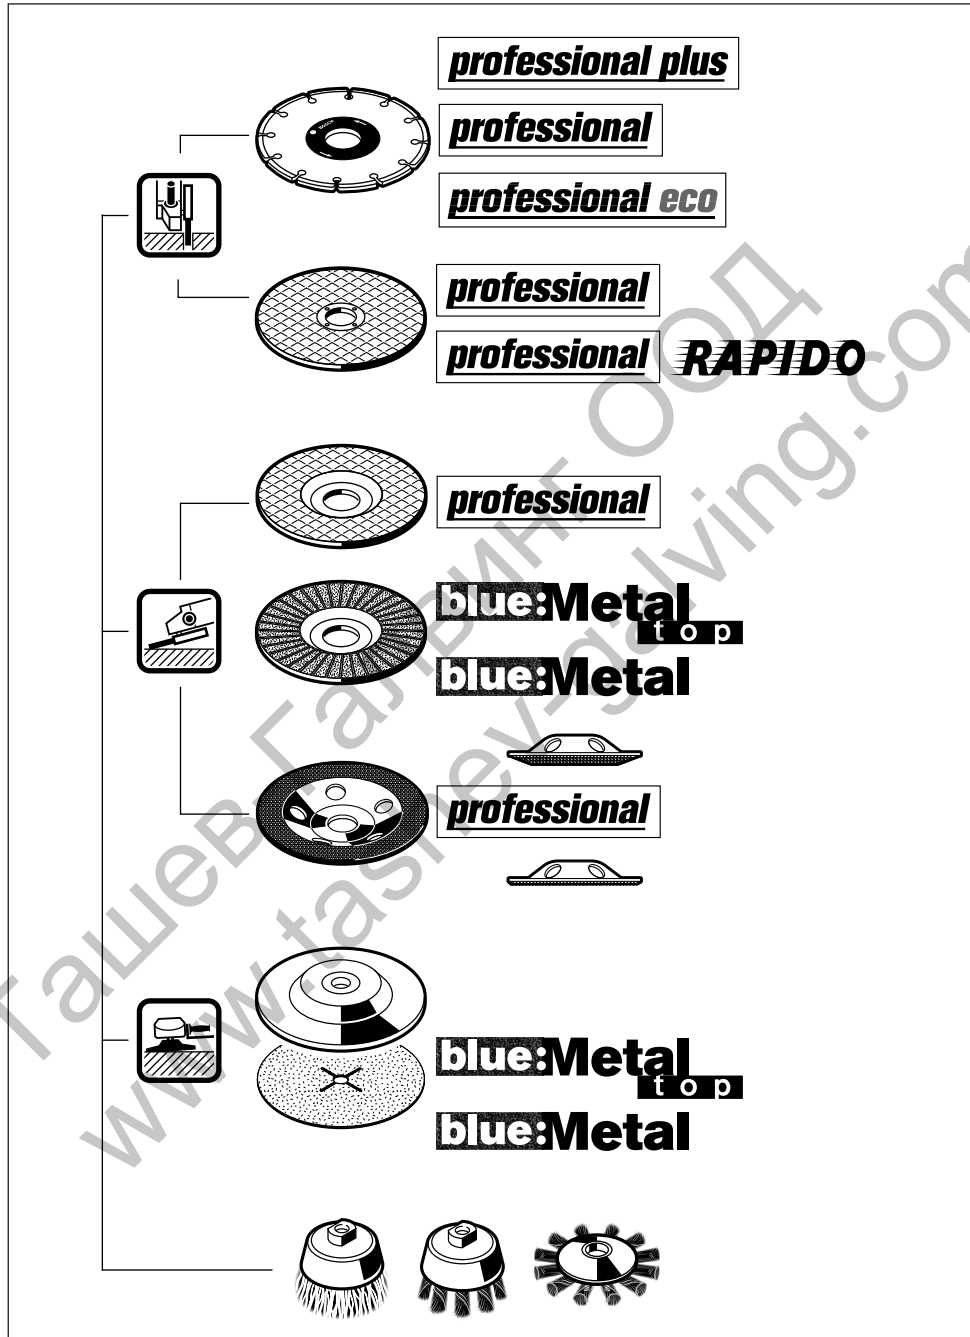 professional plus
BOSCH
professional
professional eco
professional
professional RAPIDO
professional
blue:Metal
top
blue:Metal
professional
blue:Metal
top
blue:Metal
Ташев-Галвинг ООД
www.tashev-galving.com